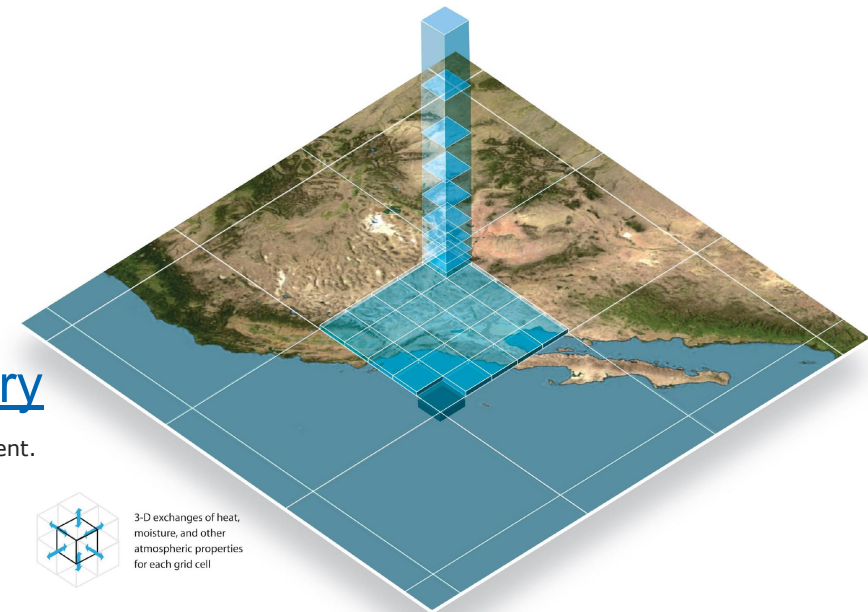 ry
ent.
3-D exchanges of heat,
moisture, and other
atmospheric properties
for each grid cell